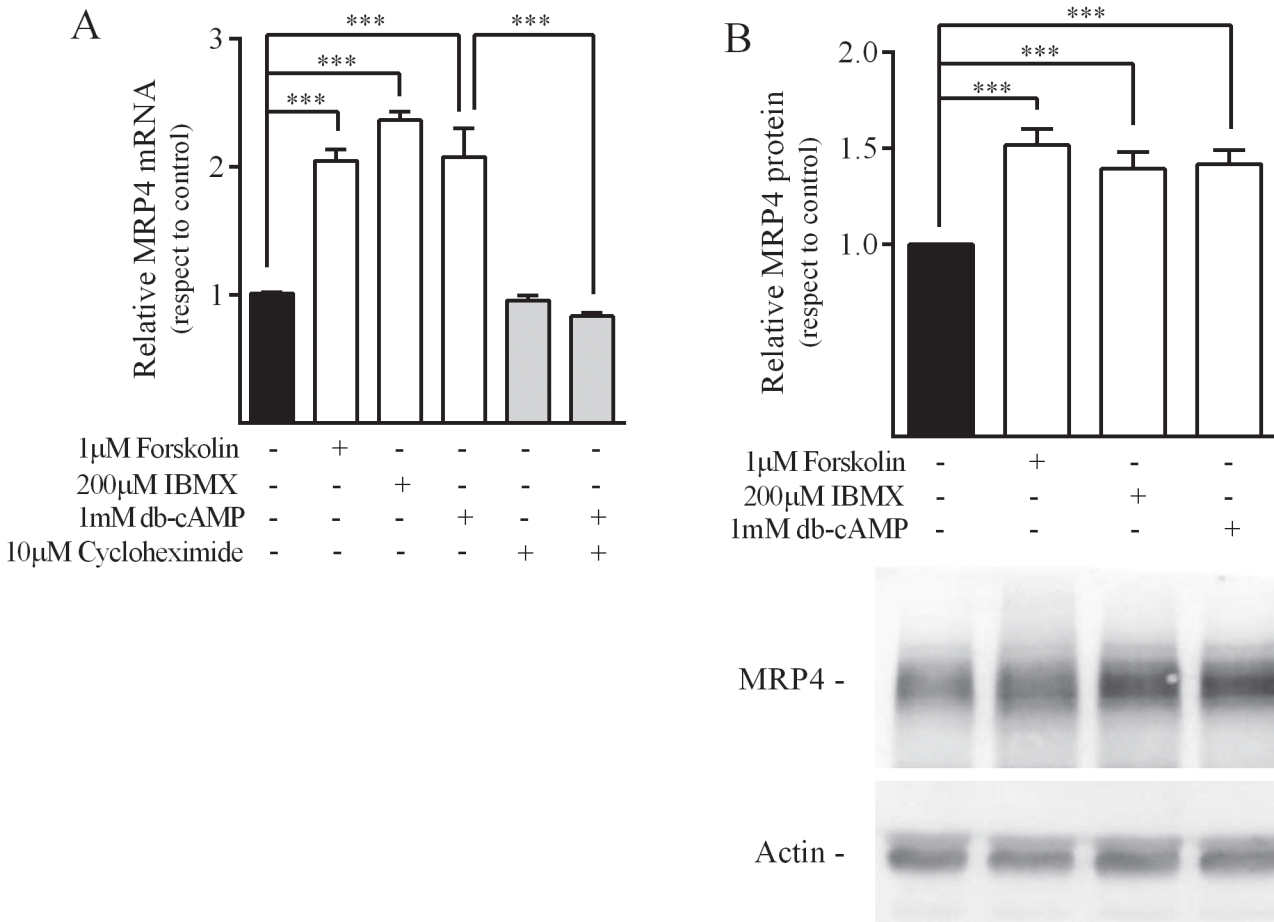 A
Relative MRP4 mRNA
(respect to control)
3
2
1
***
***
***
***
1μM Forskolin - + - - - -
200μM IBMX - - + - - -
1mM db-cAMP - - - + - +
10μM Cycloheximide - - - - + +
B
Relative MRP4 protein
(respect to control)
2.0
1.5
1.0
***
***
***
1μM Forskolin - + - -
200μM IBMX - - + -
1mM db-cAMP - - - +
MRP4 -
Actin -